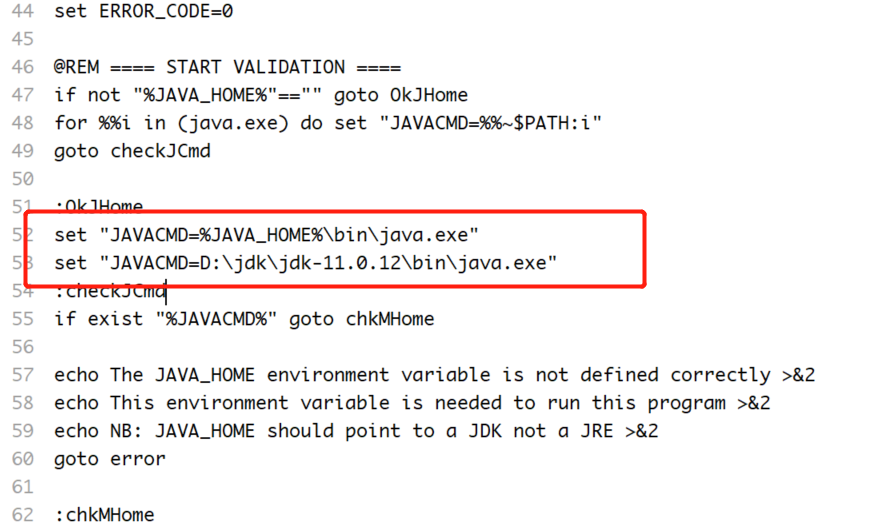 44 set ERROR_CODE=0
45
46 @REM ==== START VALIDATION ====
47 if not "%JAVA_HOME%"=="" goto OkJHome
48 for %%i in (java.exe) do set "JAVACMD=%%~$PATH:i"
49 goto checkJCmd
50
51 :OkJHome
52 set "JAVACMD=%JAVA_HOME%\bin\java.exe"
53 set "JAVACMD=D:\jdk\jdk-11.0.12\bin\java.exe"
54 :checkJCmd
55 if exist "%JAVACMD%" goto chkMHome
56
57 echo The JAVA_HOME environment variable is not defined correctly >&2
58 echo This environment variable is needed to run this program >&2
59 echo NB: JAVA_HOME should point to a JDK not a JRE >&2
60 goto error
61
62 :chkMHome